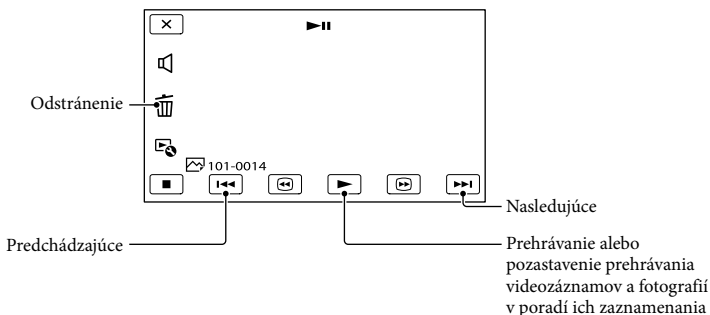 Odstránenie
101-0014
Nasledujúce
Predchádzajúce
Prehrávanie alebo
pozastavenie prehrávania
videozáznamov a fotografií
v poradí ich zaznamenania